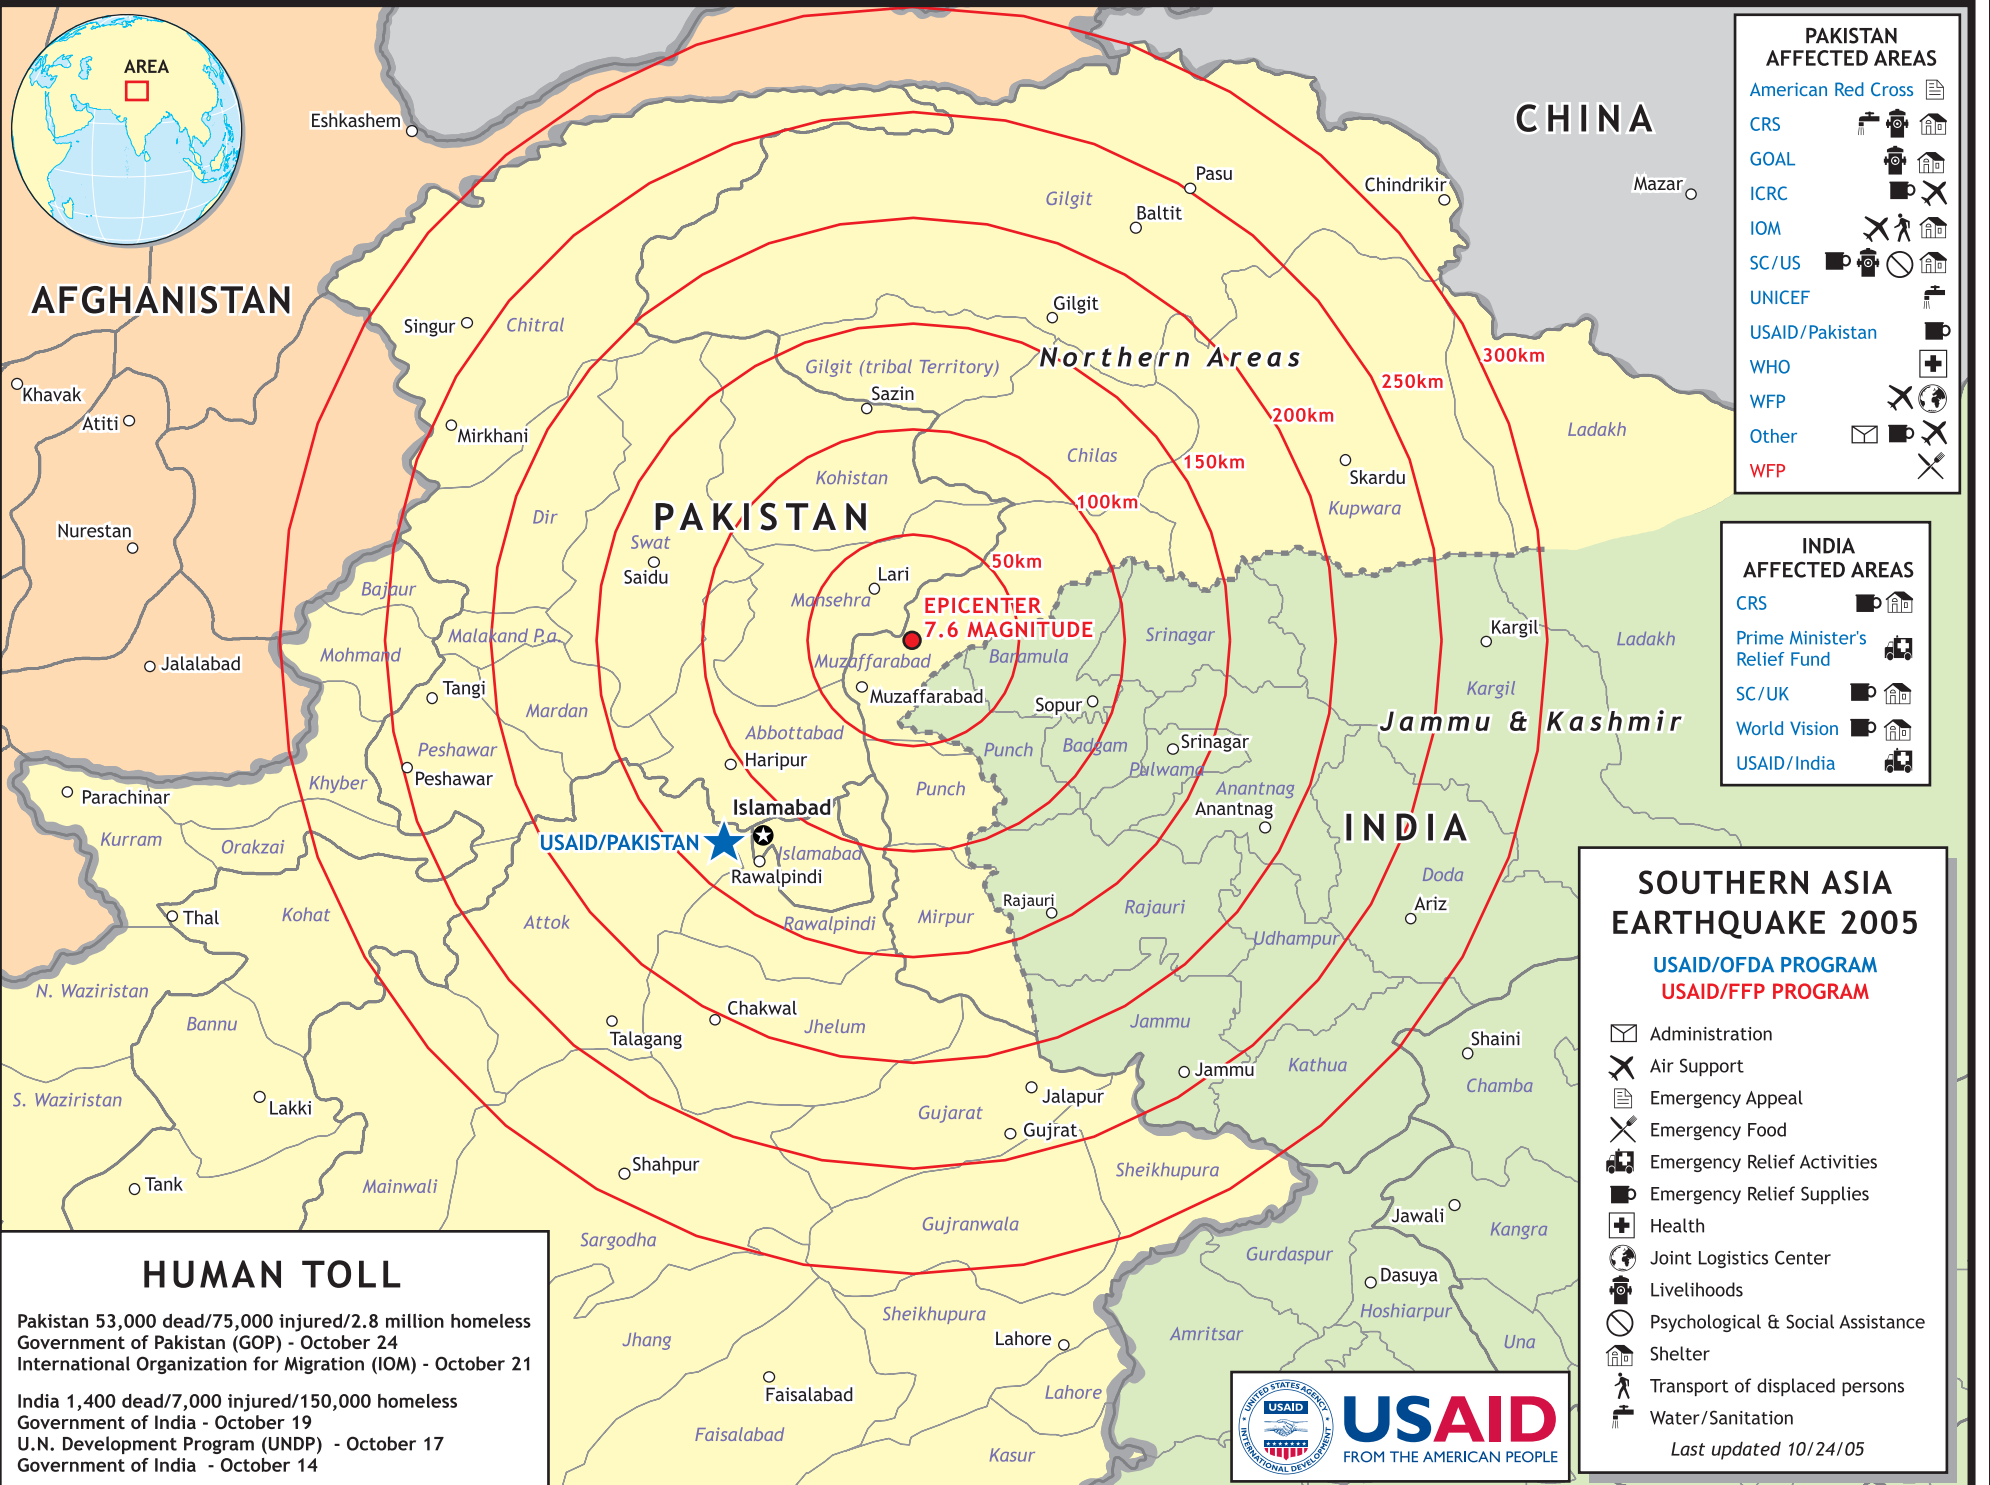 AREA
PAKISTAN
AFFECTED AREAS
American Red Cross
CRS
GOAL
ICRC
IOM
SC/US
UNICEF
USAID/Pakistan
WHO
WFP
Other
WFP
INDIA
AFFECTED AREAS
CRS
Prime Minister's
Relief Fund
SC/UK
World Vision
USAID/India
CHINA
Mazar
Eshkashem
Pasu
Chindrikir
Gilgit
Baltit
AFGHANISTAN
Singur
Chitral
Gilgit
Northern Areas
300km
Gilgit (tribal Territory)
250km
Khavak
Sazin
200km
Atiti
Mirkhani
Ladakh
Chilas
150km
Kohistan
Skardu
100km
Kupwara
PAKISTAN
Dir
Nurestan
Swat
50km
Saidu
Lari
Bajaur
Mansehra
EPICENTER
7.6 MAGNITUDE
Malakand P.a.
Srinagar
Kargil
Ladakh
Mohmand
Muzaffarabad
Baramula
Jalalabad
Tangi
Muzaffarabad
Sopur
Kargil
Mardan
Jammu & Kashmir
Abbottabad
Peshawar
Punch
Badgam
Srinagar
Haripur
Pulwama
Peshawar
Khyber
Punch
Anantnag
Parachinar
Islamabad
Anantnag
Kurram
Orakzai
USAID/PAKISTAN
Islamabad
INDIA
Rawalpindi
Doda
Thal
Kohat
Attok
Rawalpindi
Mirpur
Rajauri
Rajauri
Ariz
Udhampur
N. Waziristan
Bannu
Chakwal
Jhelum
Jammu
Talagang
Shaini
Jammu
Kathua
Chamba
S. Waziristan
Lakki
Jalapur
Gujarat
Gujrat
Shahpur
Sheikhupura
Tank
Mainwali
Jawali
Gujranwala
Kangra
Sargodha
Gurdaspur
Dasuya
Sheikhupura
Hoshiarpur
Jhang
Lahore
Amritsar
Una
Faisalabad
Lahore
Faisalabad
Kasur
HUMAN TOLL
Pakistan 53,000 dead/75,000 injured/2.8 million homeless
Government of Pakistan (GOP) - October 24
International Organization for Migration (IOM) - October 21
India 1,400 dead/7,000 injured/150,000 homeless
Government of India - October 19
U.N. Development Program (UNDP) - October 17
Government of India - October 14
UNITED STATES AGENCY
USAID
INTERNATIONAL DEVELOPMENT
USAID
FROM THE AMERICAN PEOPLE
SOUTHERN ASIA
EARTHQUAKE 2005
USAID/OFDA PROGRAM
USAID/FFP PROGRAM
Administration
Air Support
Emergency Appeal
Emergency Food
Emergency Relief Activities
Emergency Relief Supplies
Health
Joint Logistics Center
Livelihoods
Psychological & Social Assistance
Shelter
Transport of displaced persons
Water/Sanitation
Last updated 10/24/05